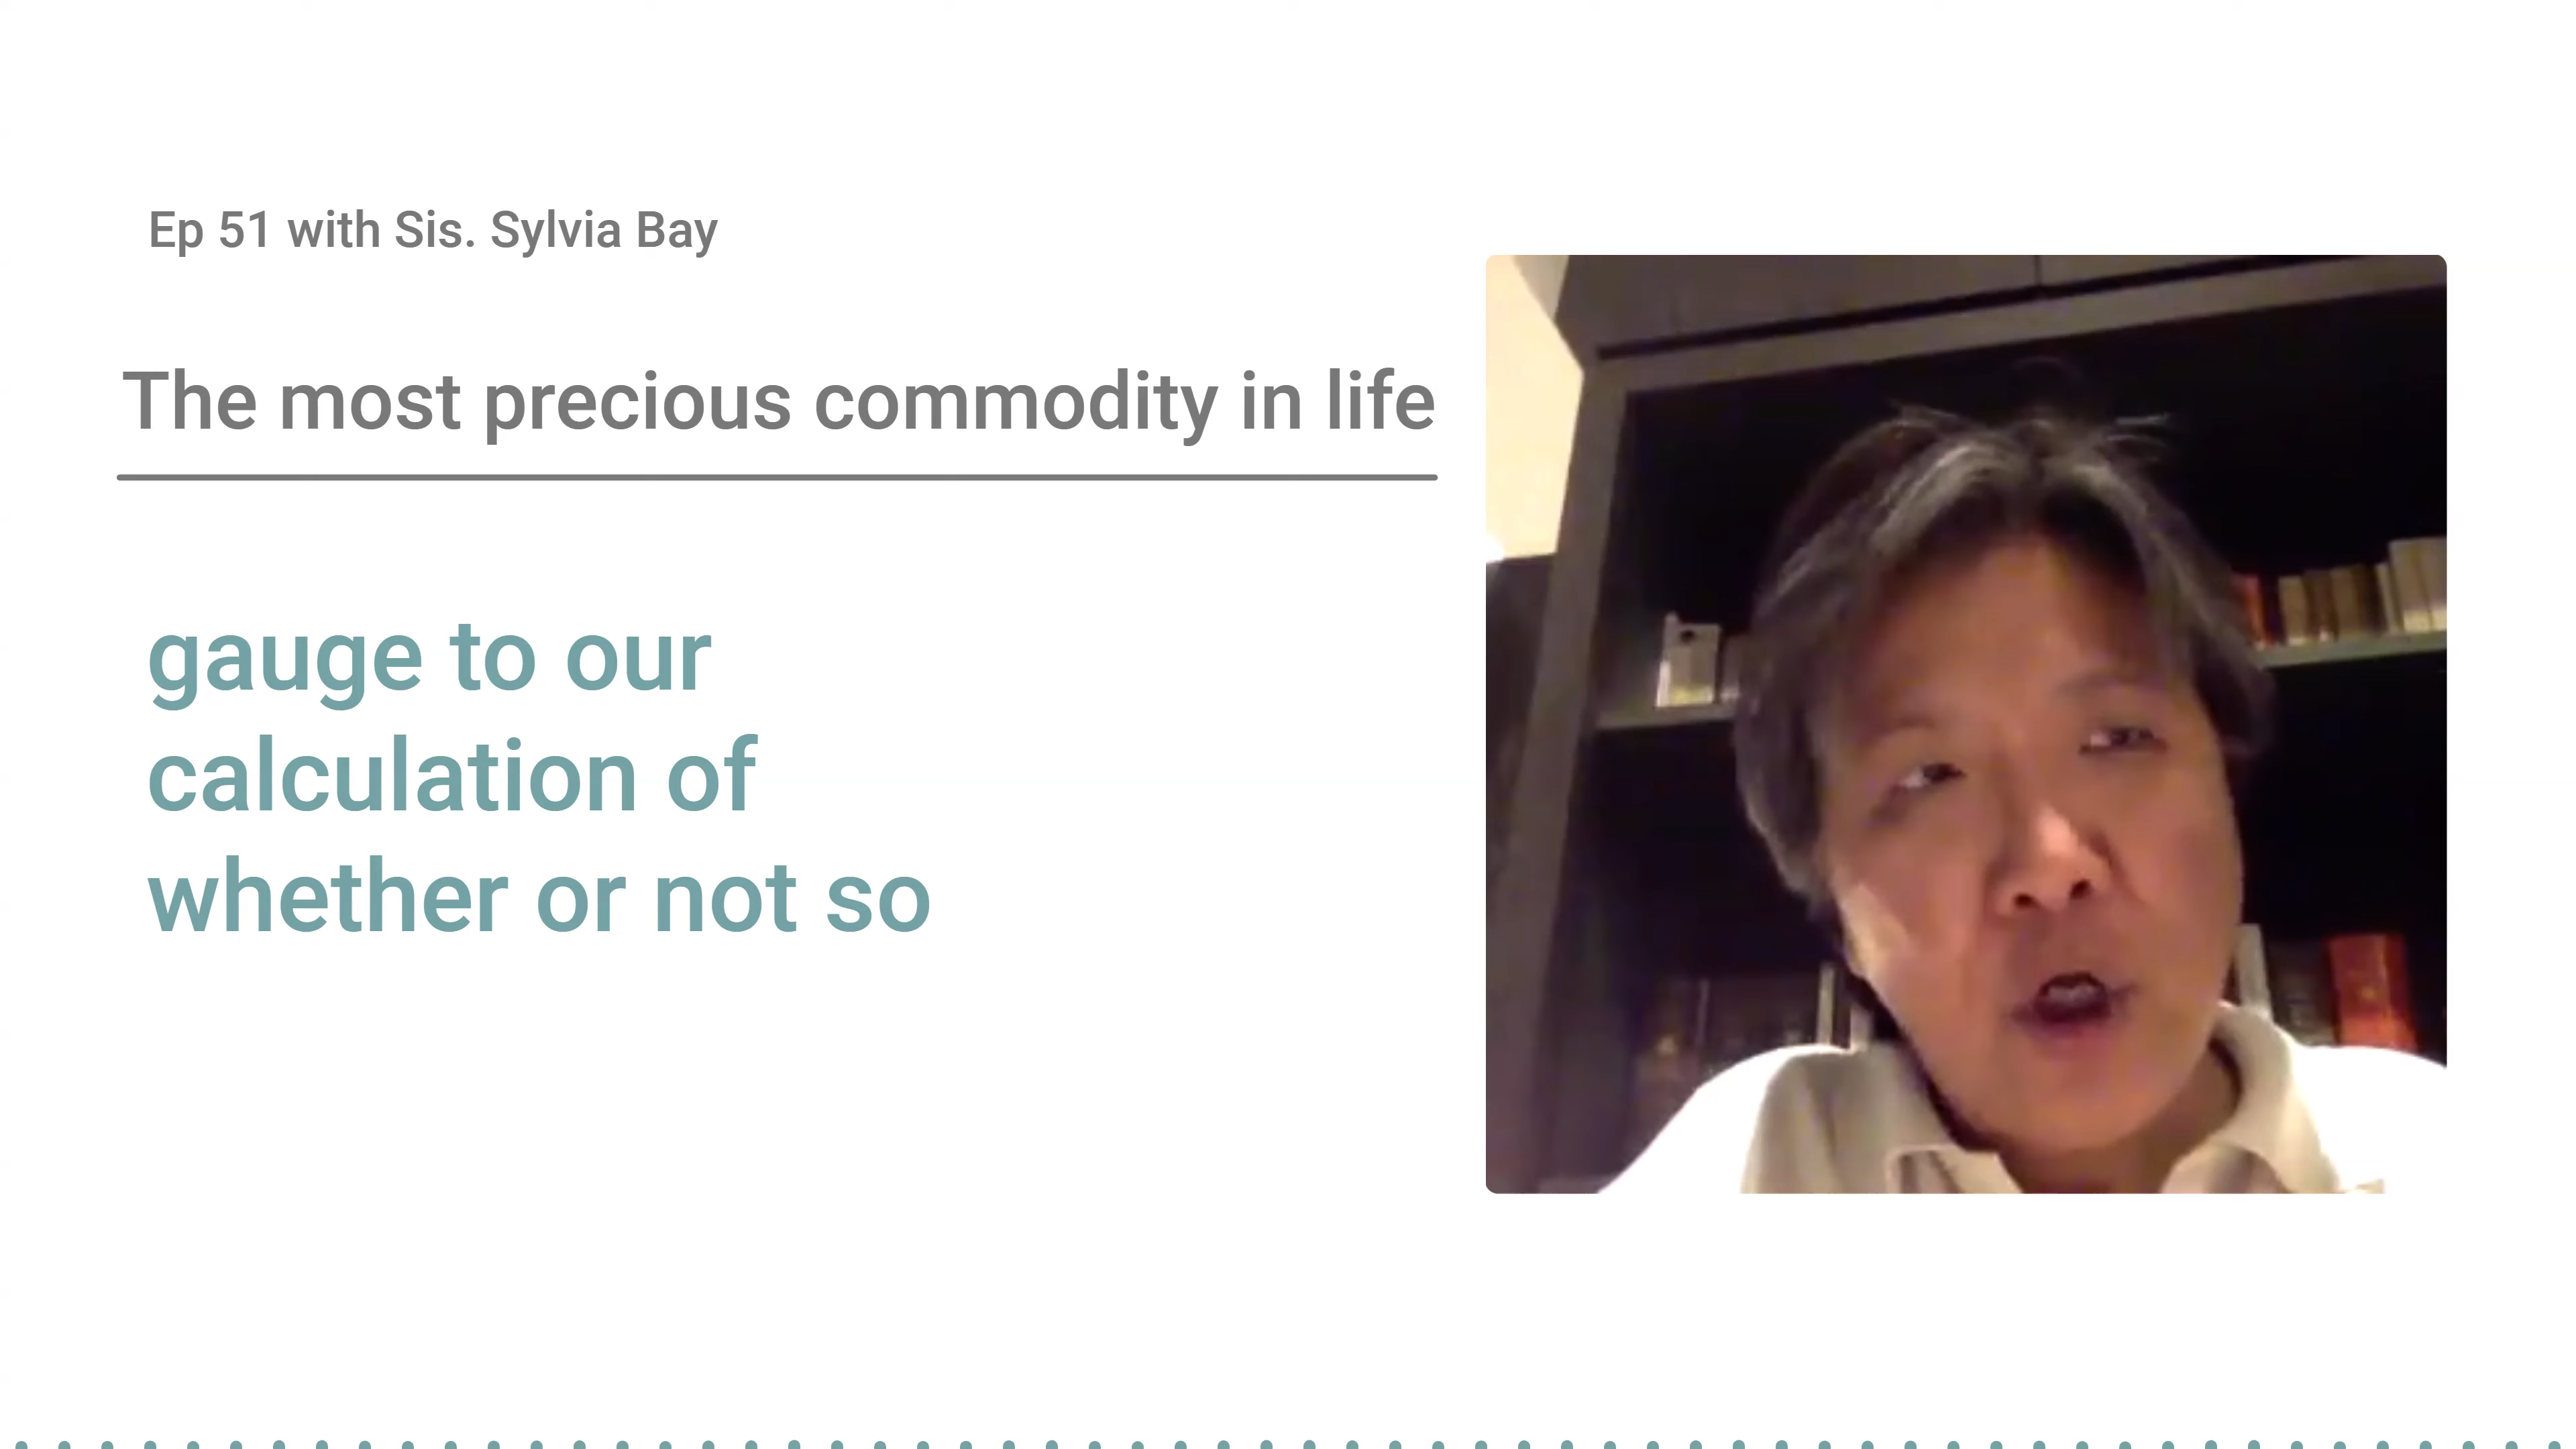 Ep 51 with Sis. Sylvia Bay
The most precious commodity in life
gauge to our
calculation of
whether or not so